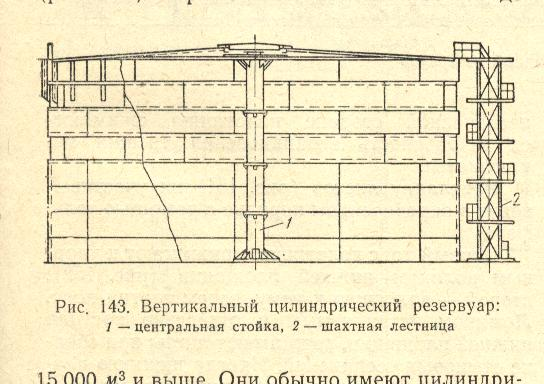 1
2
Рис. 143. Вертикальный цилиндрический резервуар:
1 — центральная стойка, 2 — шахтная лестница
15 000 м³ и выше. Они обычно имеют цилиндри-